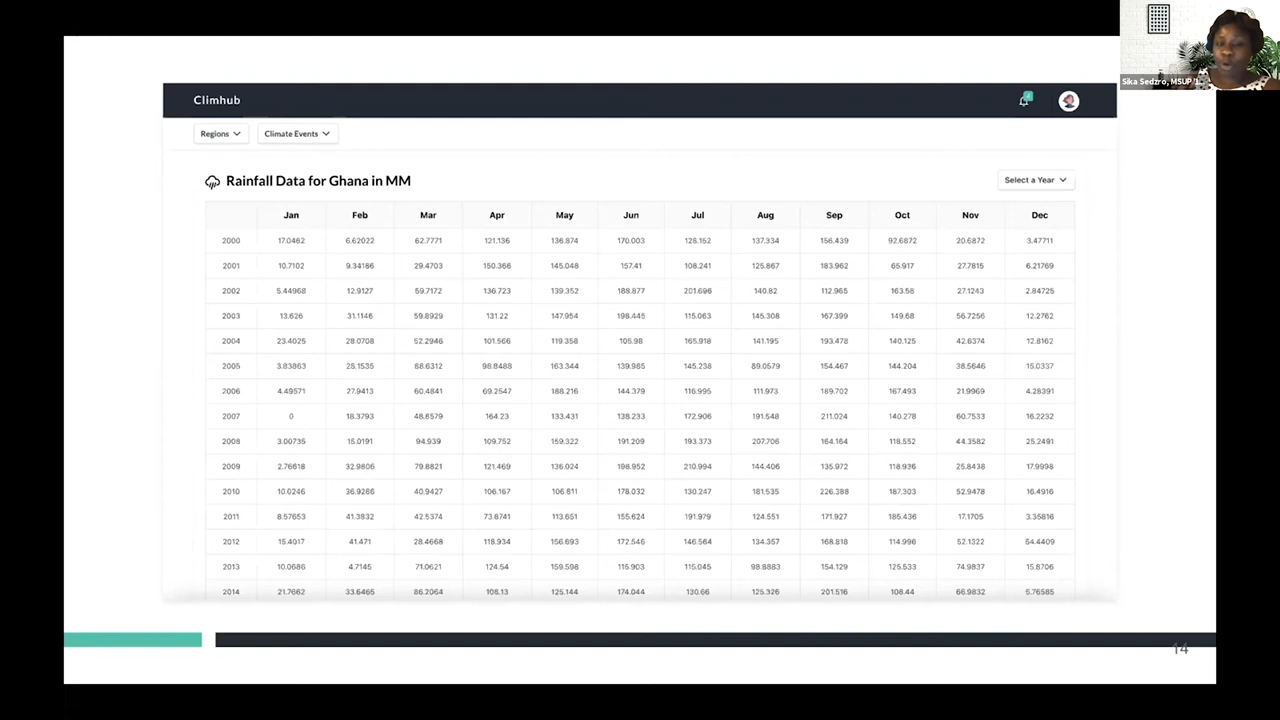 Sika Sedzro, MSUP '1
Climhub
Regions
Climate Events
Rainfall Data for Ghana in MM
Select a Year
Jan Feb Mar Apr May Jun Jul Aug Sep Oct Nov Dec
2000 17.0462 6.62022 62.7771 121.136 136.874 170.003 128.152 137.334 156.439 92.6872 20.6872 3.47711
2001 10.7102 9.34186 29.4703 150.366 145.048 157.41 108.241 125.867 183.962 65.917 27.7815 6.21769
2002 5.44968 12.9127 59.7172 136.723 139.352 188.877 201.696 140.82 112.965 163.58 27.1243 2.84725
2003 13.626 31.1146 59.8929 131.22 147.954 198.445 115.063 145.308 167.399 149.68 56.7256 12.2762
2004 23.4025 28.0708 52.2946 101.566 119.358 105.98 165.918 141.195 193.478 140.125 42.6374 12.8162
2005 3.83863 28.1535 68.6312 98.8488 163.344 139.985 145.238 89.0579 154.467 144.204 38.5646 15.0337
2006 4.49571 27.9413 60.4841 69.2547 188.216 144.379 116.995 111.973 189.702 167.493 21.9969 4.28391
2007 0 18.3793 48.8579 164.23 133.431 138.233 172.906 191.548 211.024 140.278 60.7533 16.2232
2008 3.00735 15.0191 94.939 109.752 159.322 191.209 193.373 207.706 164.164 118.552 44.3582 25.2491
2009 2.76618 32.9806 79.8821 121.469 136.024 198.952 210.994 144.406 135.972 118.936 25.8438 17.9998
2010 10.0246 36.9286 40.9427 106.167 106.811 178.032 130.247 181.535 226.388 187.303 52.9478 16.4916
2011 8.57653 41.3832 42.5374 73.8741 113.651 155.624 191.979 124.551 171.927 185.436 17.1705 3.35816
2012 15.4017 41.471 28.4668 118.934 156.693 172.546 146.564 134.357 168.818 114.996 52.1322 54.4409
2013 10.0686 4.7145 71.0621 124.54 159.598 115.903 115.045 98.8883 154.129 125.533 74.9837 15.8706
2014 21.7662 33.6465 86.2064 108.13 125.144 174.044 130.66 125.326 201.516 108.44 66.9832 5.76585
14